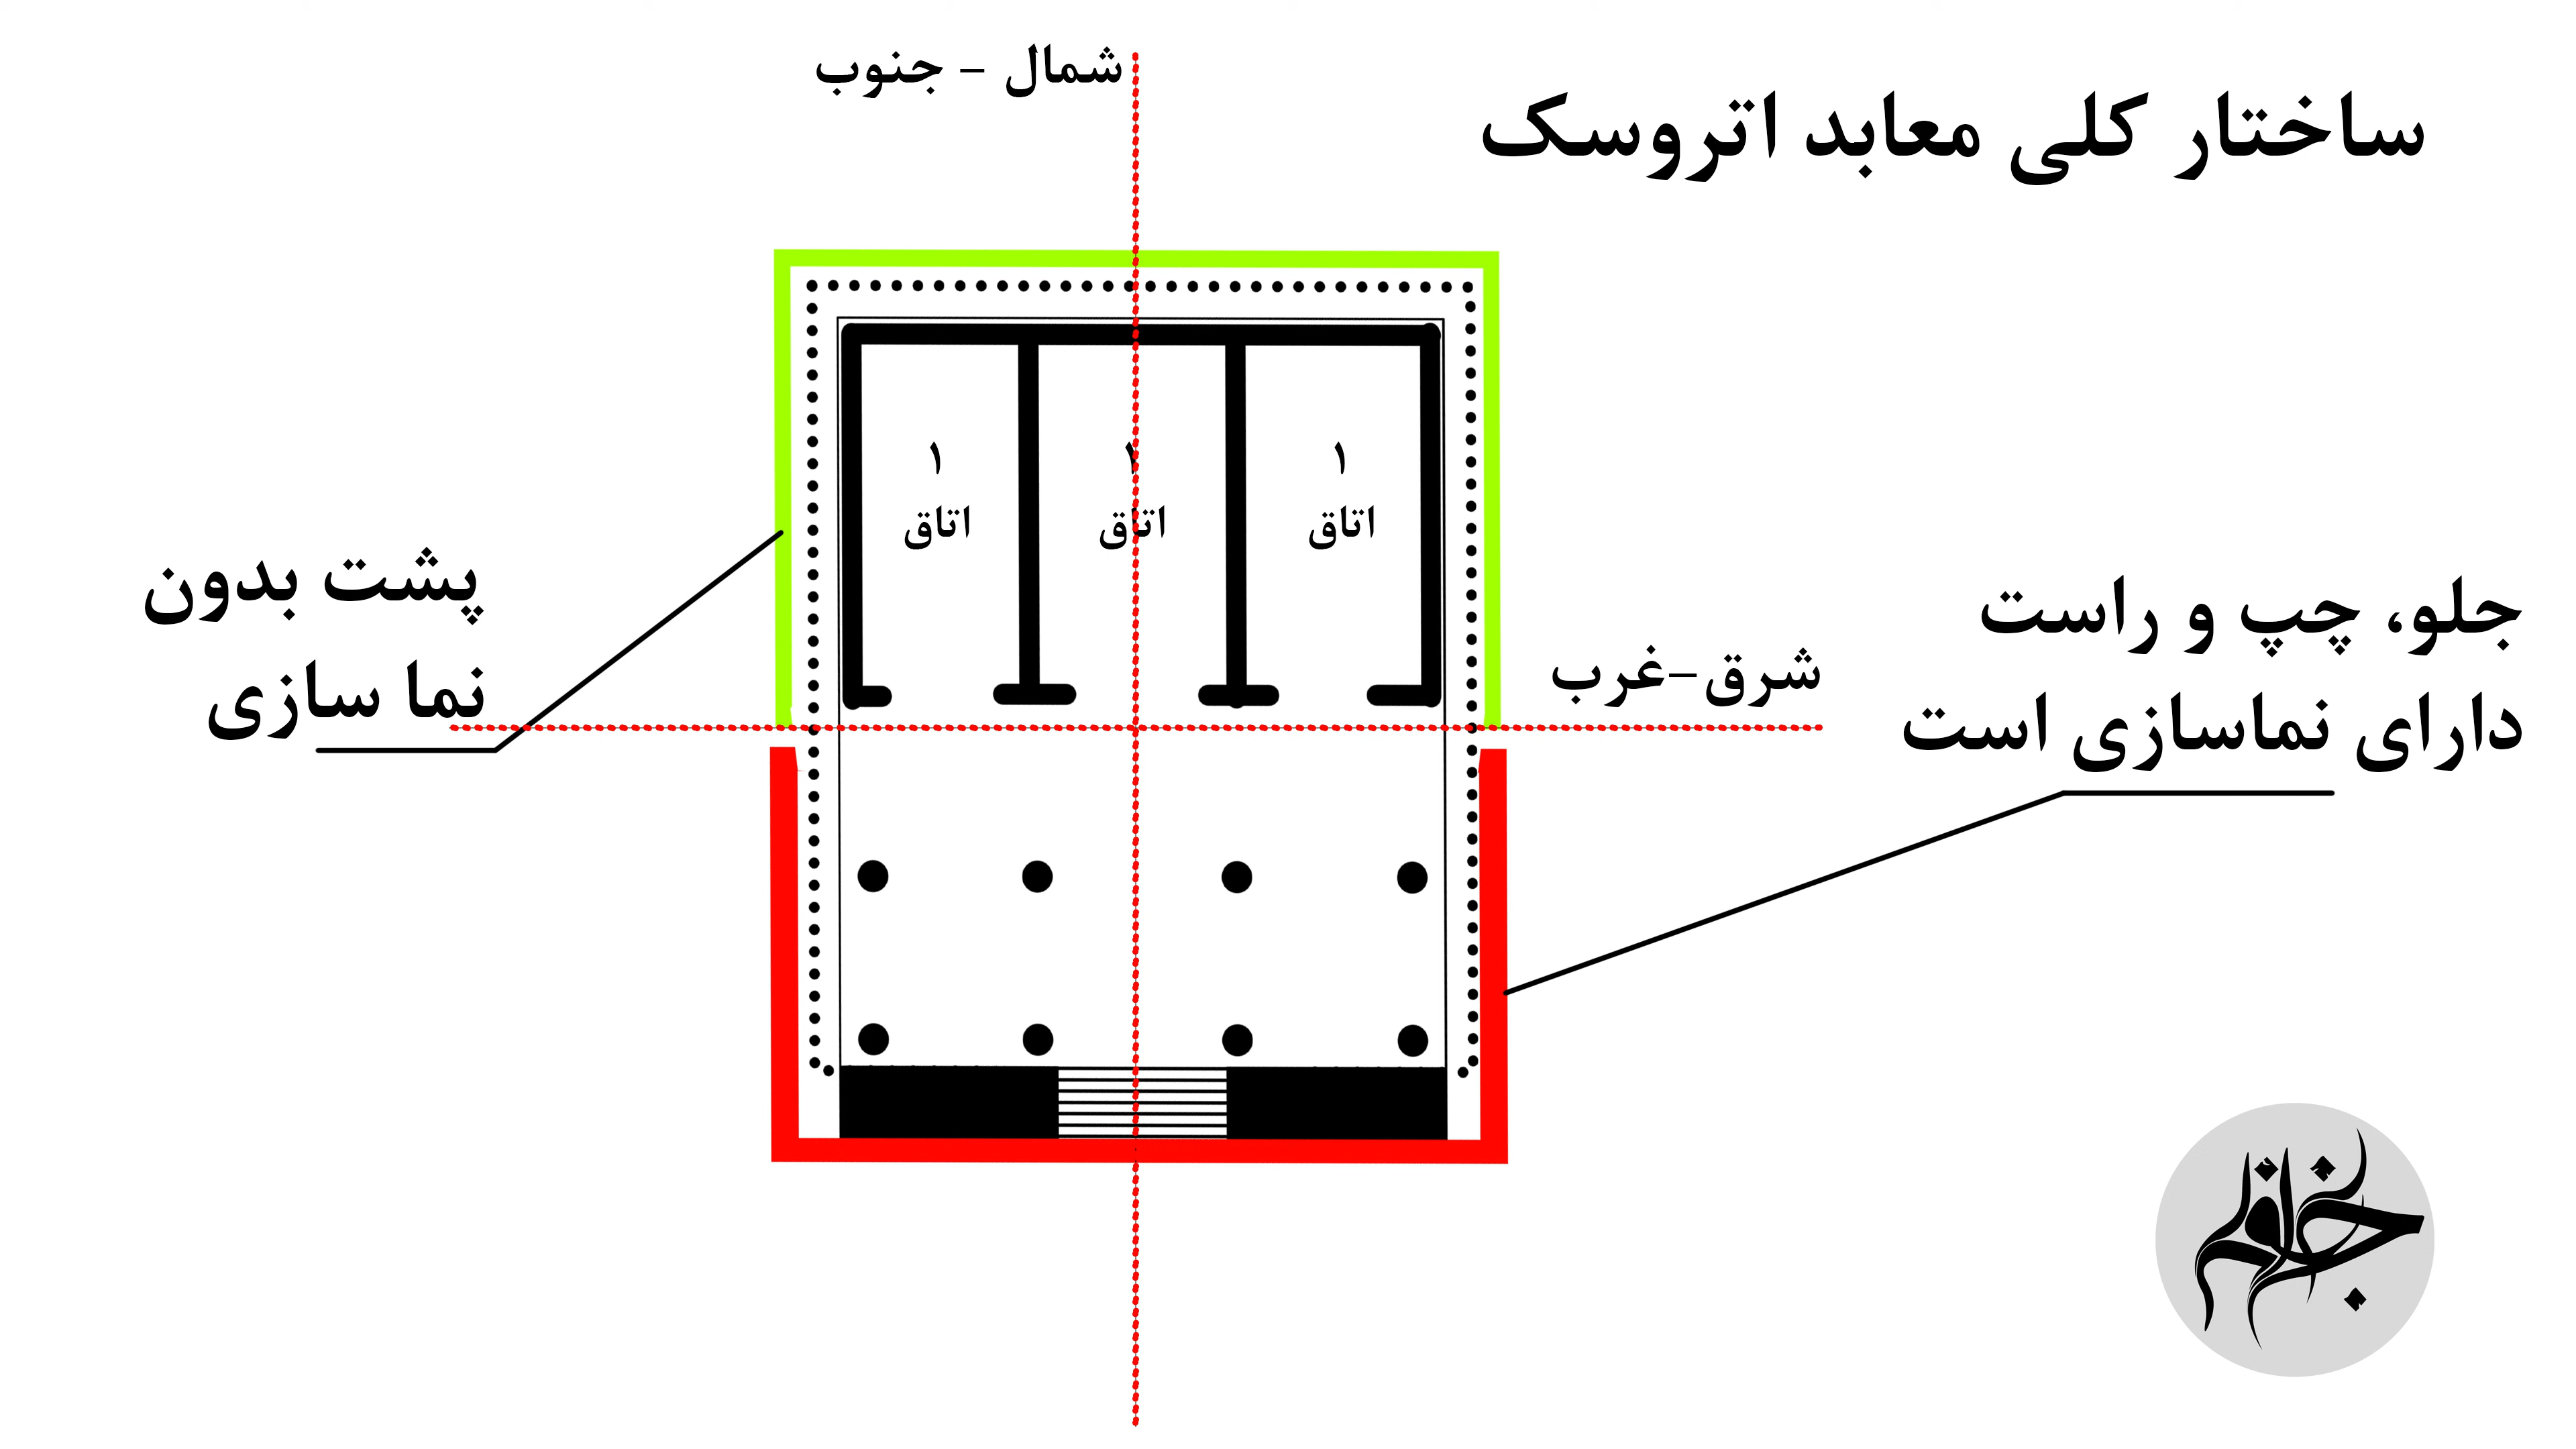 شمال - جنوب
ساختار کلی معابد اتروسک
۱
اتاق
۱
اتاق
۱
اتاق
جلو، چپ و راست
دارای نماسازی است
شرق-غرب
پشت بدون
نما سازی